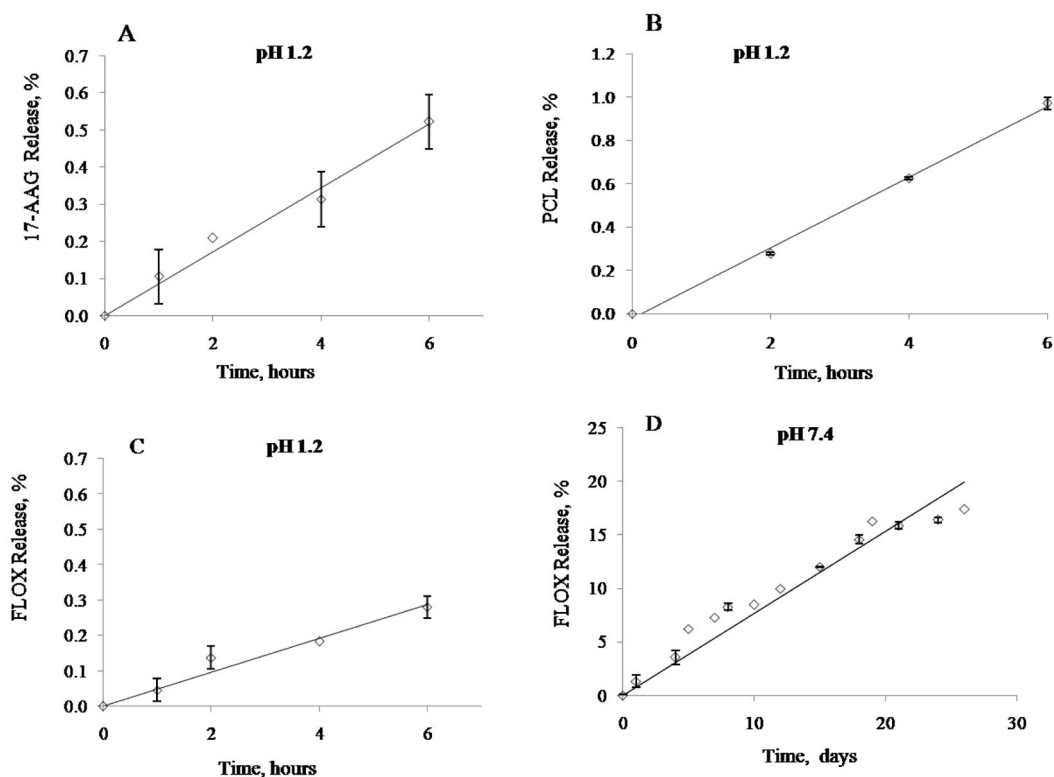 A
pH 1.2
17-AAG Release, %
0.7
0.6
0.5
0.4
0.3
0.2
0.1
0.0
0 2 4 6
Time, hours
B
pH 1.2
PCL Release, %
1.2
1.0
0.8
0.6
0.4
0.2
0.0
0 2 4 6
Time, hours
C
pH 1.2
FLOX Release, %
0.7
0.6
0.5
0.4
0.3
0.2
0.1
0.0
0 2 4 6
Time, hours
D
pH 7.4
FLOX Release, %
25
20
15
10
5
0
0 10 20 30
Time, days